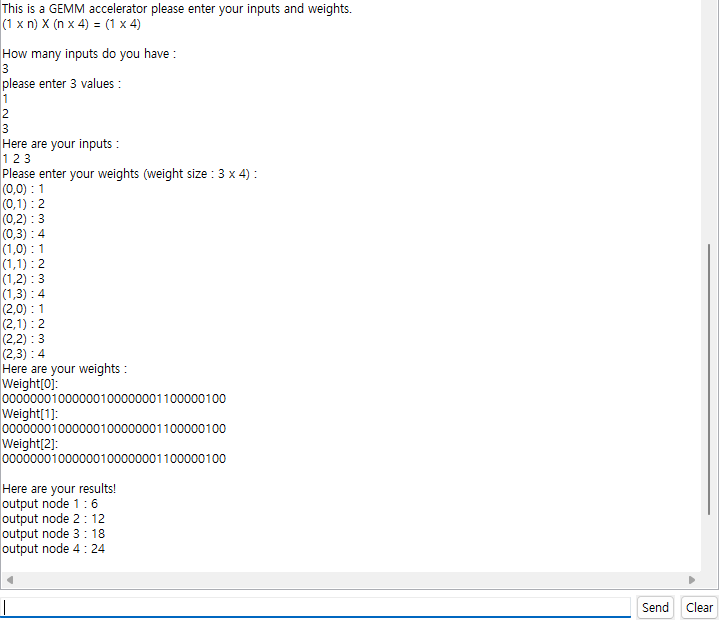 This is a GEMM accelerator please enter your inputs and weights.
(1 x n) X (n x 4) = (1 x 4)
How many inputs do you have :
3
please enter 3 values :
1
2
3
Here are your inputs :
1 2 3
Please enter your weights (weight size : 3 x 4) :
(0,0) : 1
(0,1) : 2
(0,2) : 3
(0,3) : 4
(1,0) : 1
(1,1) : 2
(1,2) : 3
(1,3) : 4
(2,0) : 1
(2,1) : 2
(2,2) : 3
(2,3) : 4
Here are your weights :
Weight[0]:
00000001000000100000001100000100
Weight[1]:
00000001000000100000001100000100
Weight[2]:
00000001000000100000001100000100
Here are your results!
output node 1 : 6
output node 2 : 12
output node 3 : 18
output node 4 : 24
Send Clear